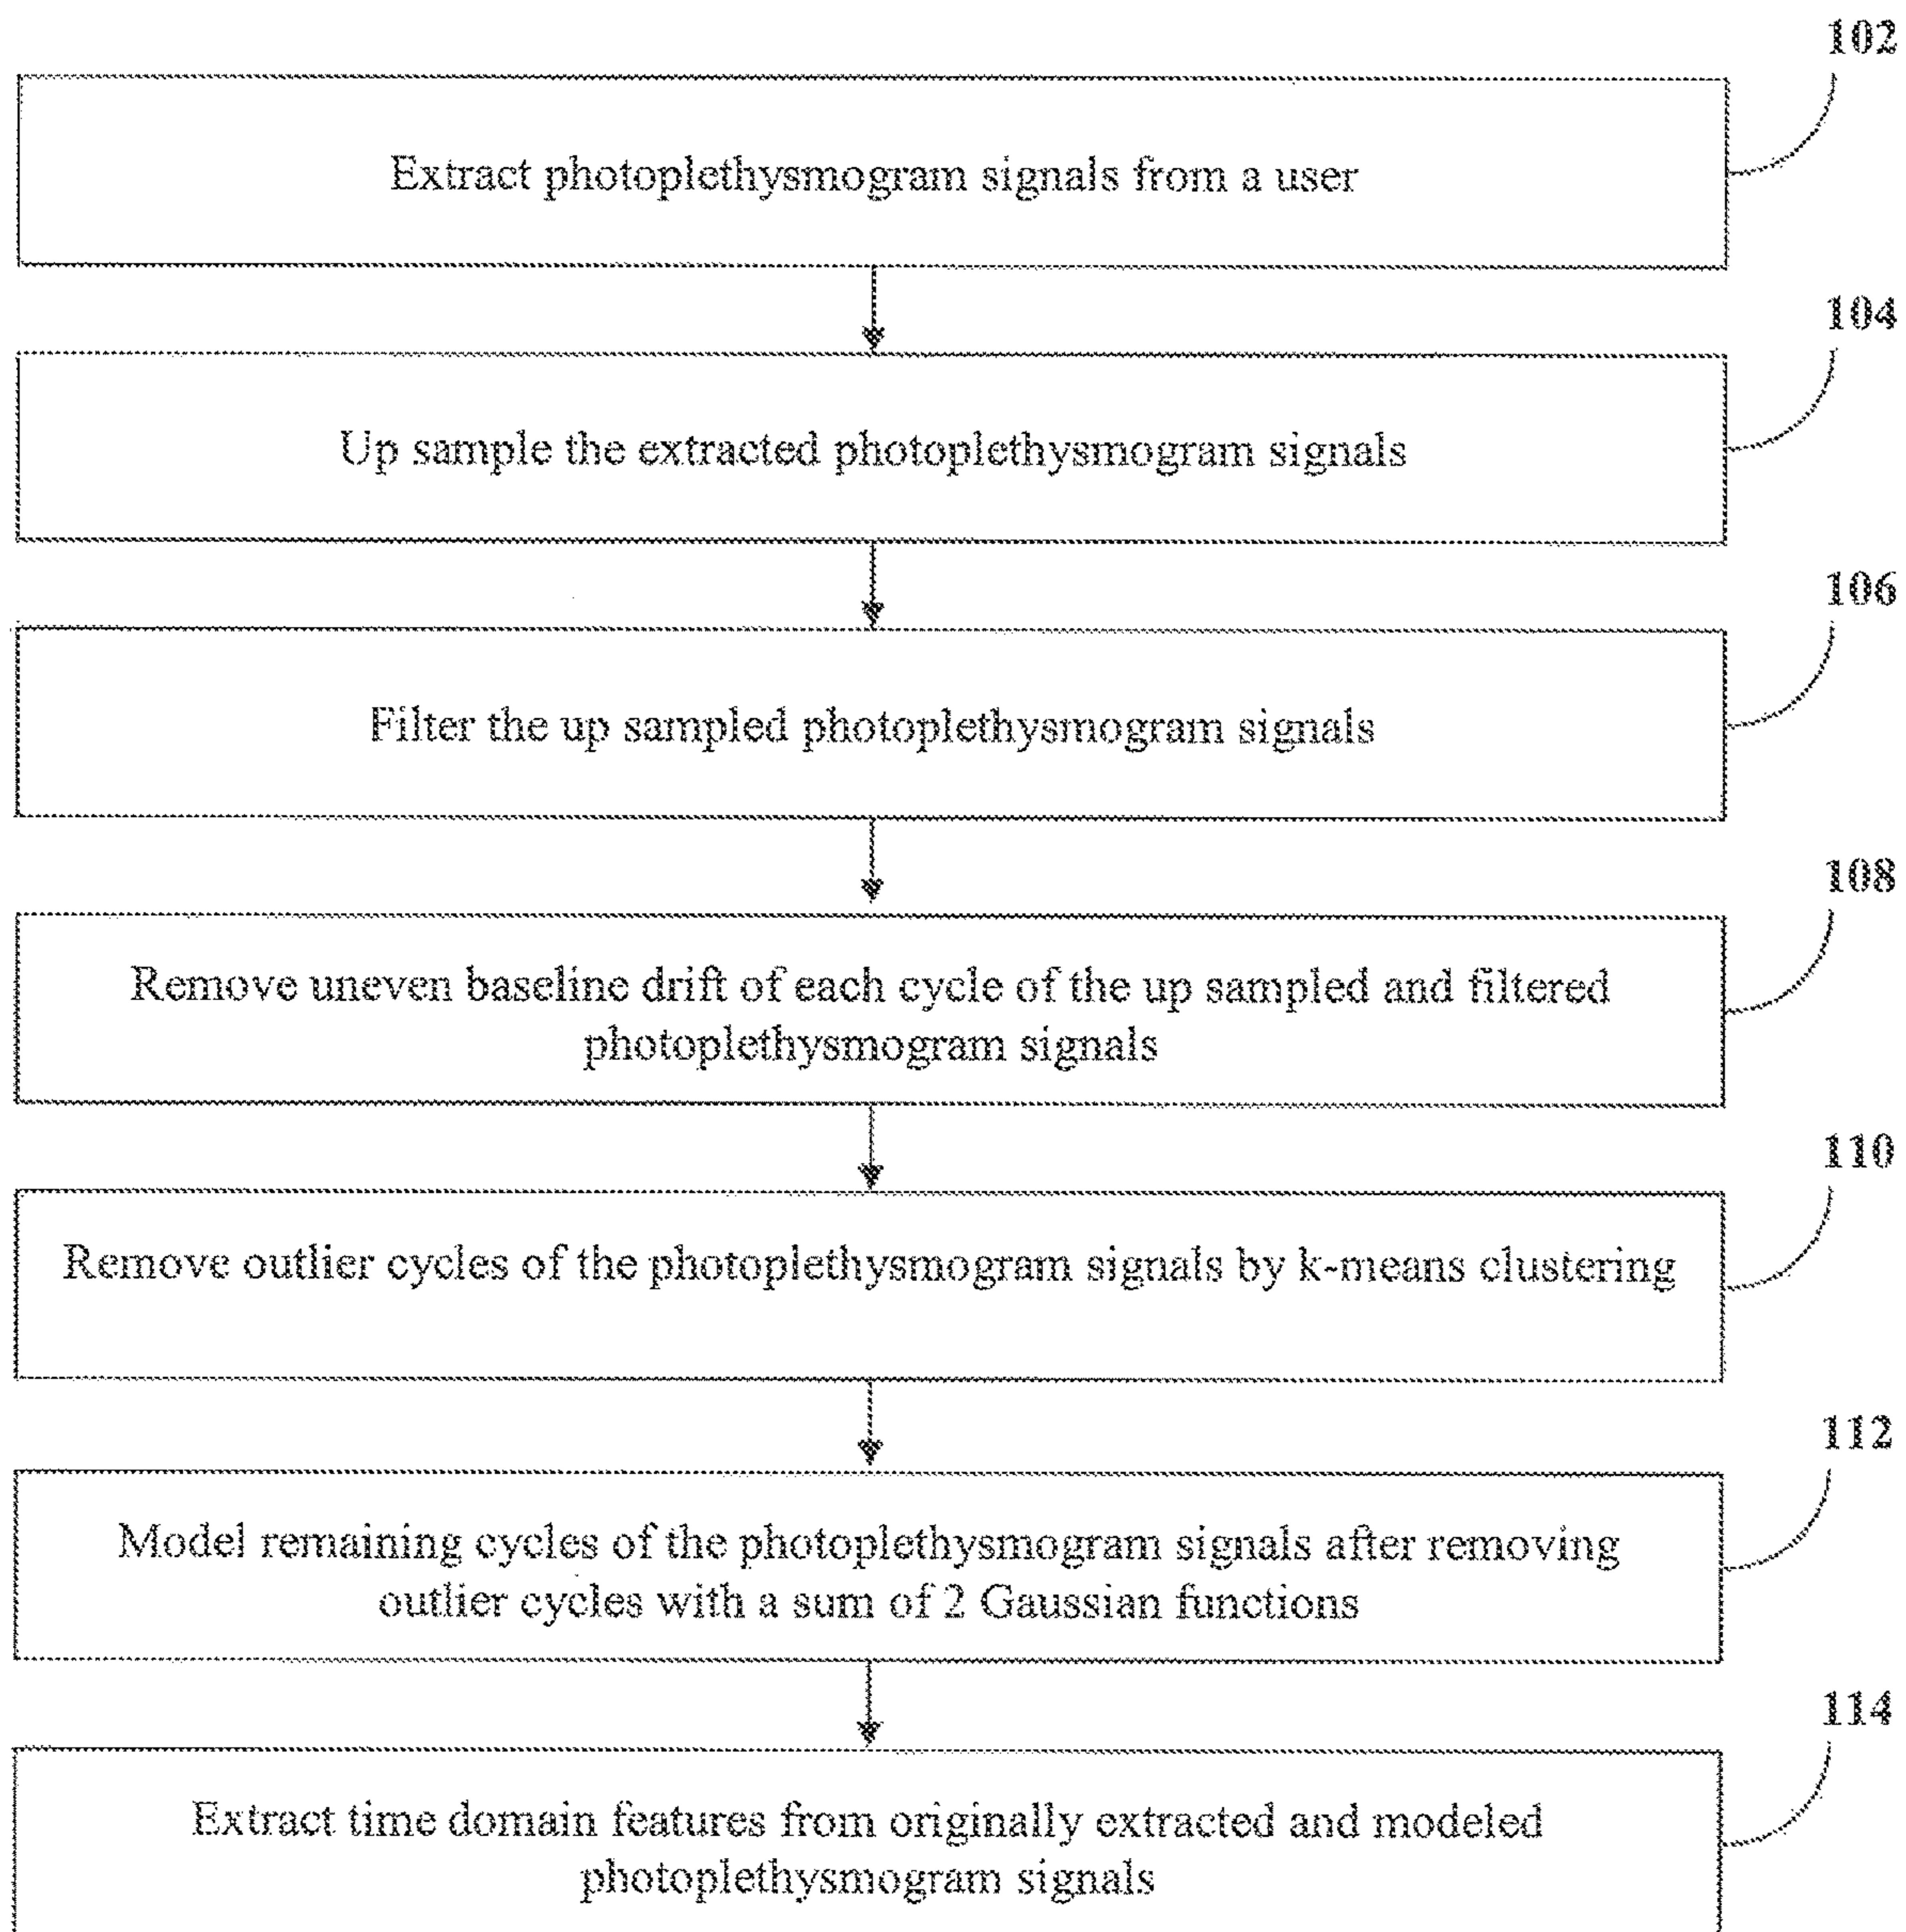 102
Extract photoplethysmogram signals from a user
104
Up sample the extracted photoplethysmogram signals
106
Filter the up sampled photoplethysmogram signals
108
Remove uneven baseline drift of each cycle of the up sampled and filtered
photoplethysmogram signals
110
Remove outlier cycles of the photoplethysmogram signals by k-means clustering
112
Model remaining cycles of the photoplethysmogram signals after removing
outlier cycles with a sum of 2 Gaussian functions
114
Extract time domain features from originally extracted and modeled
photoplethysmogram signals